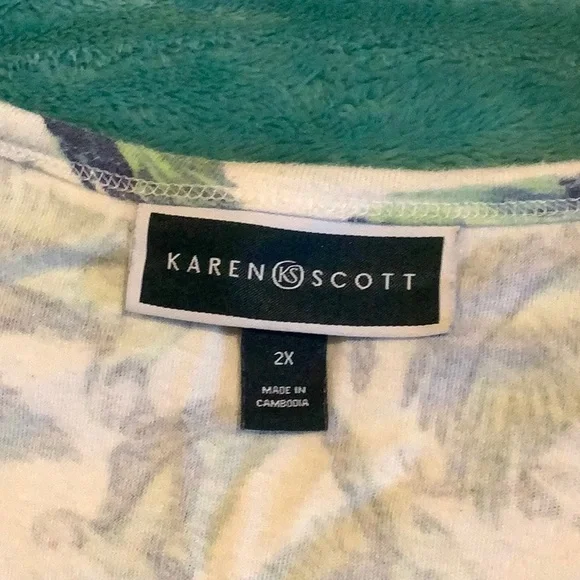 KAREN KS SCOTT
2X
MADE IN
CAMBODIA